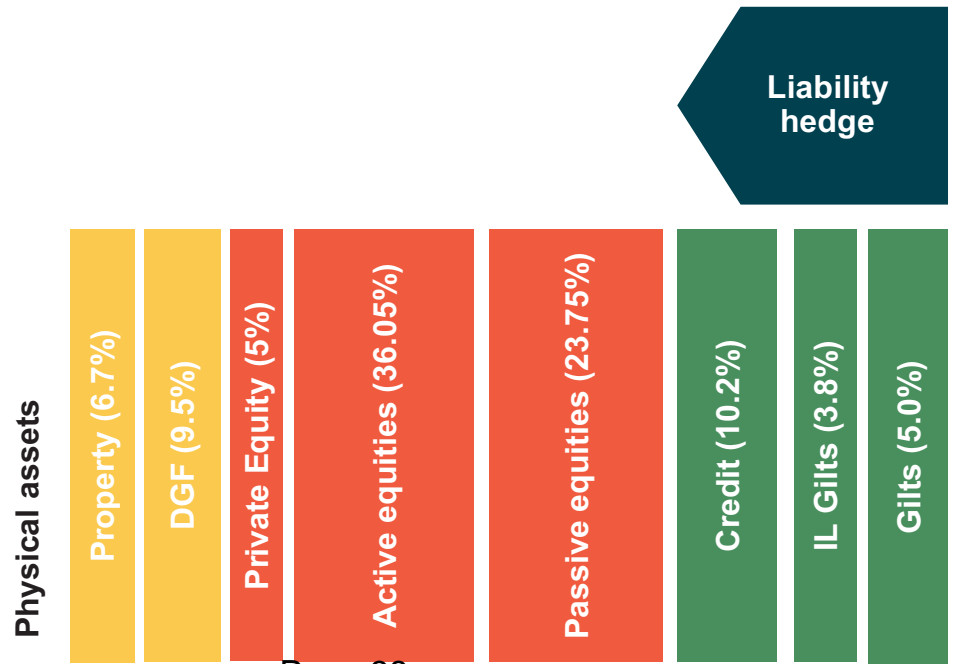 Liability
hedge
Physical assets
Property (6.7%)
DGF (9.5%)
Private Equity (5%)
Active equities (36.05%)
Passive equities (23.75%)
Credit (10.2%)
IL Gilts (3.8%)
Gilts (5.0%)